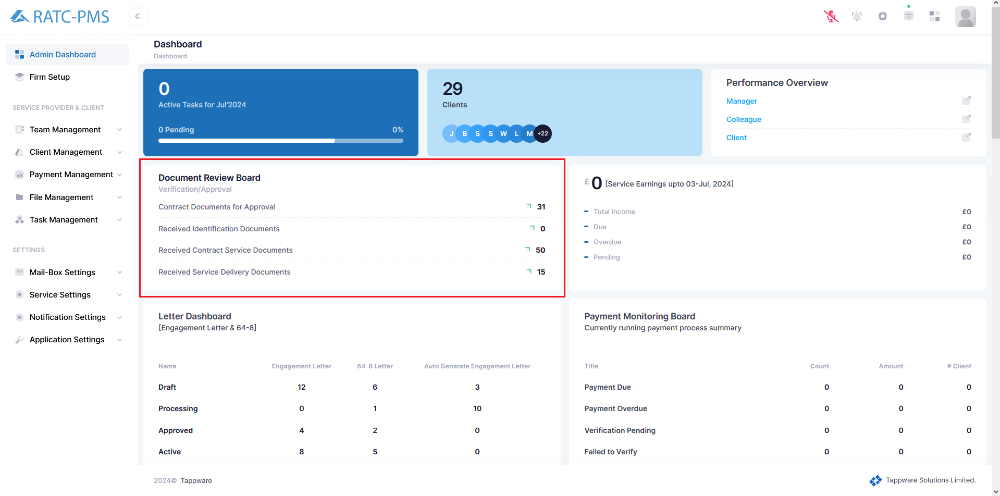 RATC-PMS
Admin Dashboard
Firm Setup
SERVICE PROVIDER & CLIENT
Team Management
Client Management
Payment Management
File Management
Task Management
SETTINGS
Mail-Box Settings
Service Settings
Notification Settings
Application Settings
Dashboard
Dashboard
0
Active Tasks for Jul'2024
0 Pending 0%
29
Clients
J B S S W L M +22
Performance Overview
Manager
Colleague
Client
Document Review Board
Verification/Approval
Contract Documents for Approval 31
Received Identification Documents 0
Received Contract Service Documents 50
Received Service Delivery Documents 15
£ 0 [Service Earnings upto 03-Jul, 2024]
Total Income £0
Due £0
Overdue £0
Pending £0
Letter Dashboard
[Engagement Letter & 64-8]
Name Engagement Letter 64-8 Letter Auto Genarate Engagement Letter
Draft 12 6 3
Processing 0 1 10
Approved 4 2 0
Active 8 5 0
Payment Monitoring Board
Currently running payment process summary
Title Count Amount # Client
Payment Due 0 0 0
Payment Overdue 0 0 0
Verification Pending 0 0 0
Failed to Verify 0 0 0
2024© Tappware
Tappware Solutions Limited.